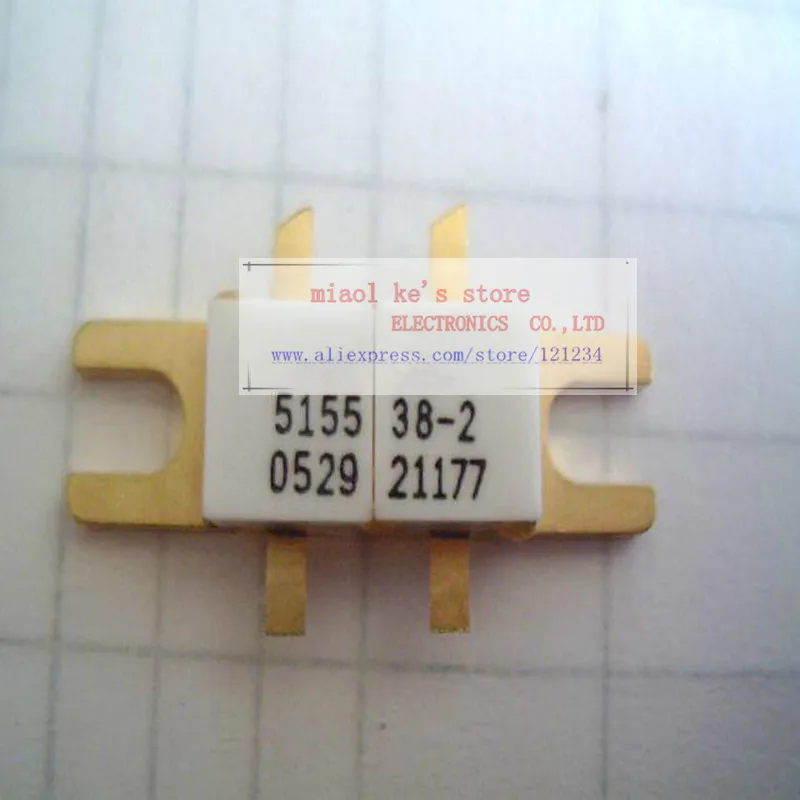 miaol ke's store
ELECTRONICS CO.,LTD
www.aliexpress.com/store/121234
5155 38-2
0529 21177